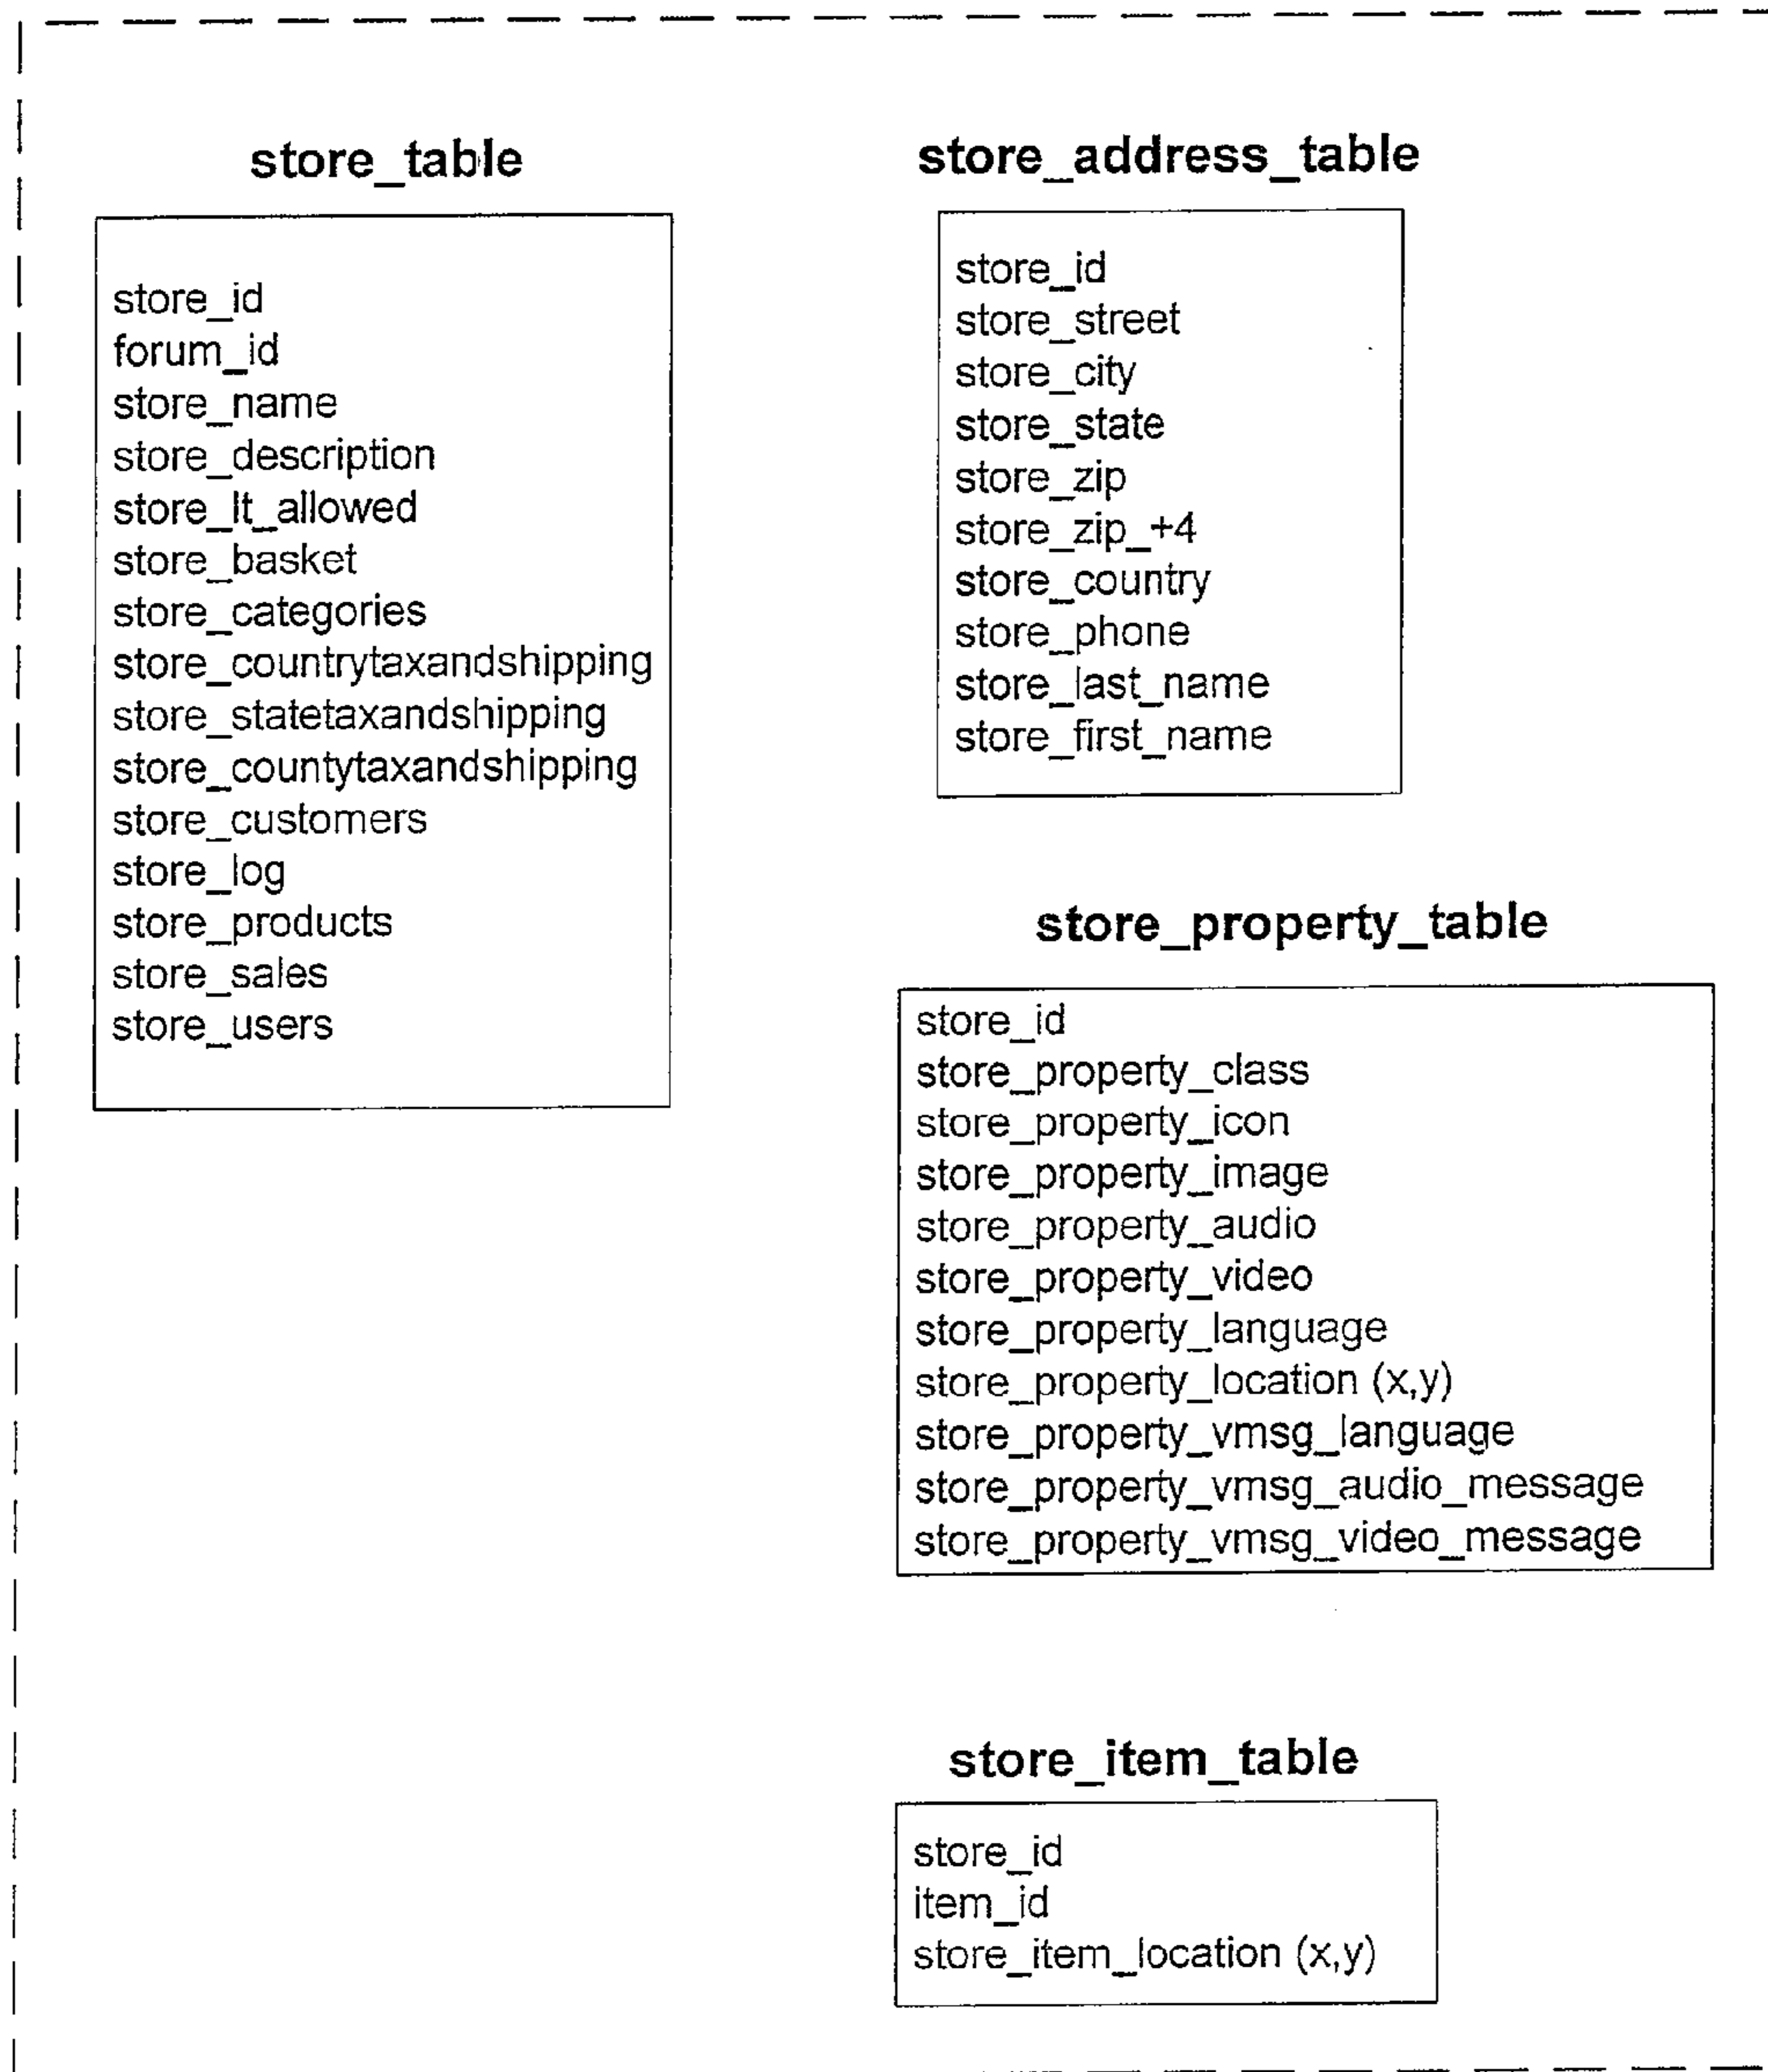 store_table
store_id
forum_id
store_name
store_description
store_lt_allowed
store_basket
store_categories
store_countrytaxandshipping
store_statetaxandshipping
store_countytaxandshipping
store_customers
store_log
store_products
store_sales
store_users
store_address_table
store_id
store_street
store_city
store_state
store_zip
store_zip_+4
store_country
store_phone
store_last_name
store_first_name
store_property_table
store_id
store_property_class
store_property_icon
store_property_image
store_property_audio
store_property_video
store_property_language
store_property_location (x,y)
store_property_vmsg_language
store_property_vmsg_audio_message
store_property_vmsg_video_message
store_item_table
store_id
item_id
store_item_location (x,y)